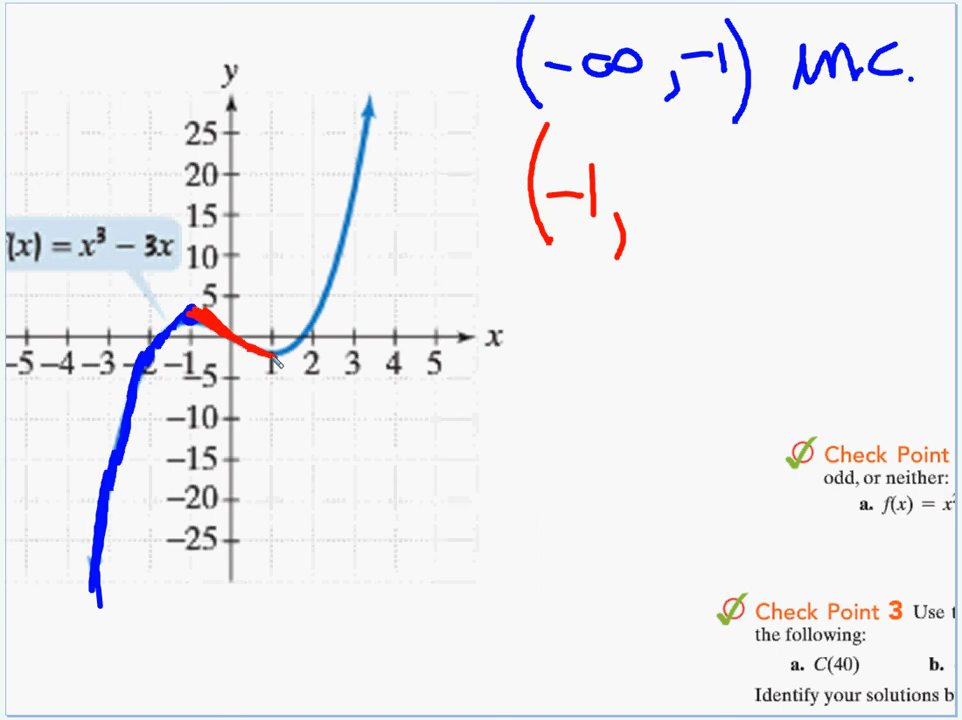 (-∞, -1) inc.
(-1,
y
25
20
15
f(x) = x³ − 3x
10
5
x
−5 −4 −3 −2 −1 1 2 3 4 5
−5
−10
−15
−20
−25
Check Point
odd, or neither:
a. f(x) = x²
Check Point 3 Use
the following:
a. C(40) b.
Identify your solutions